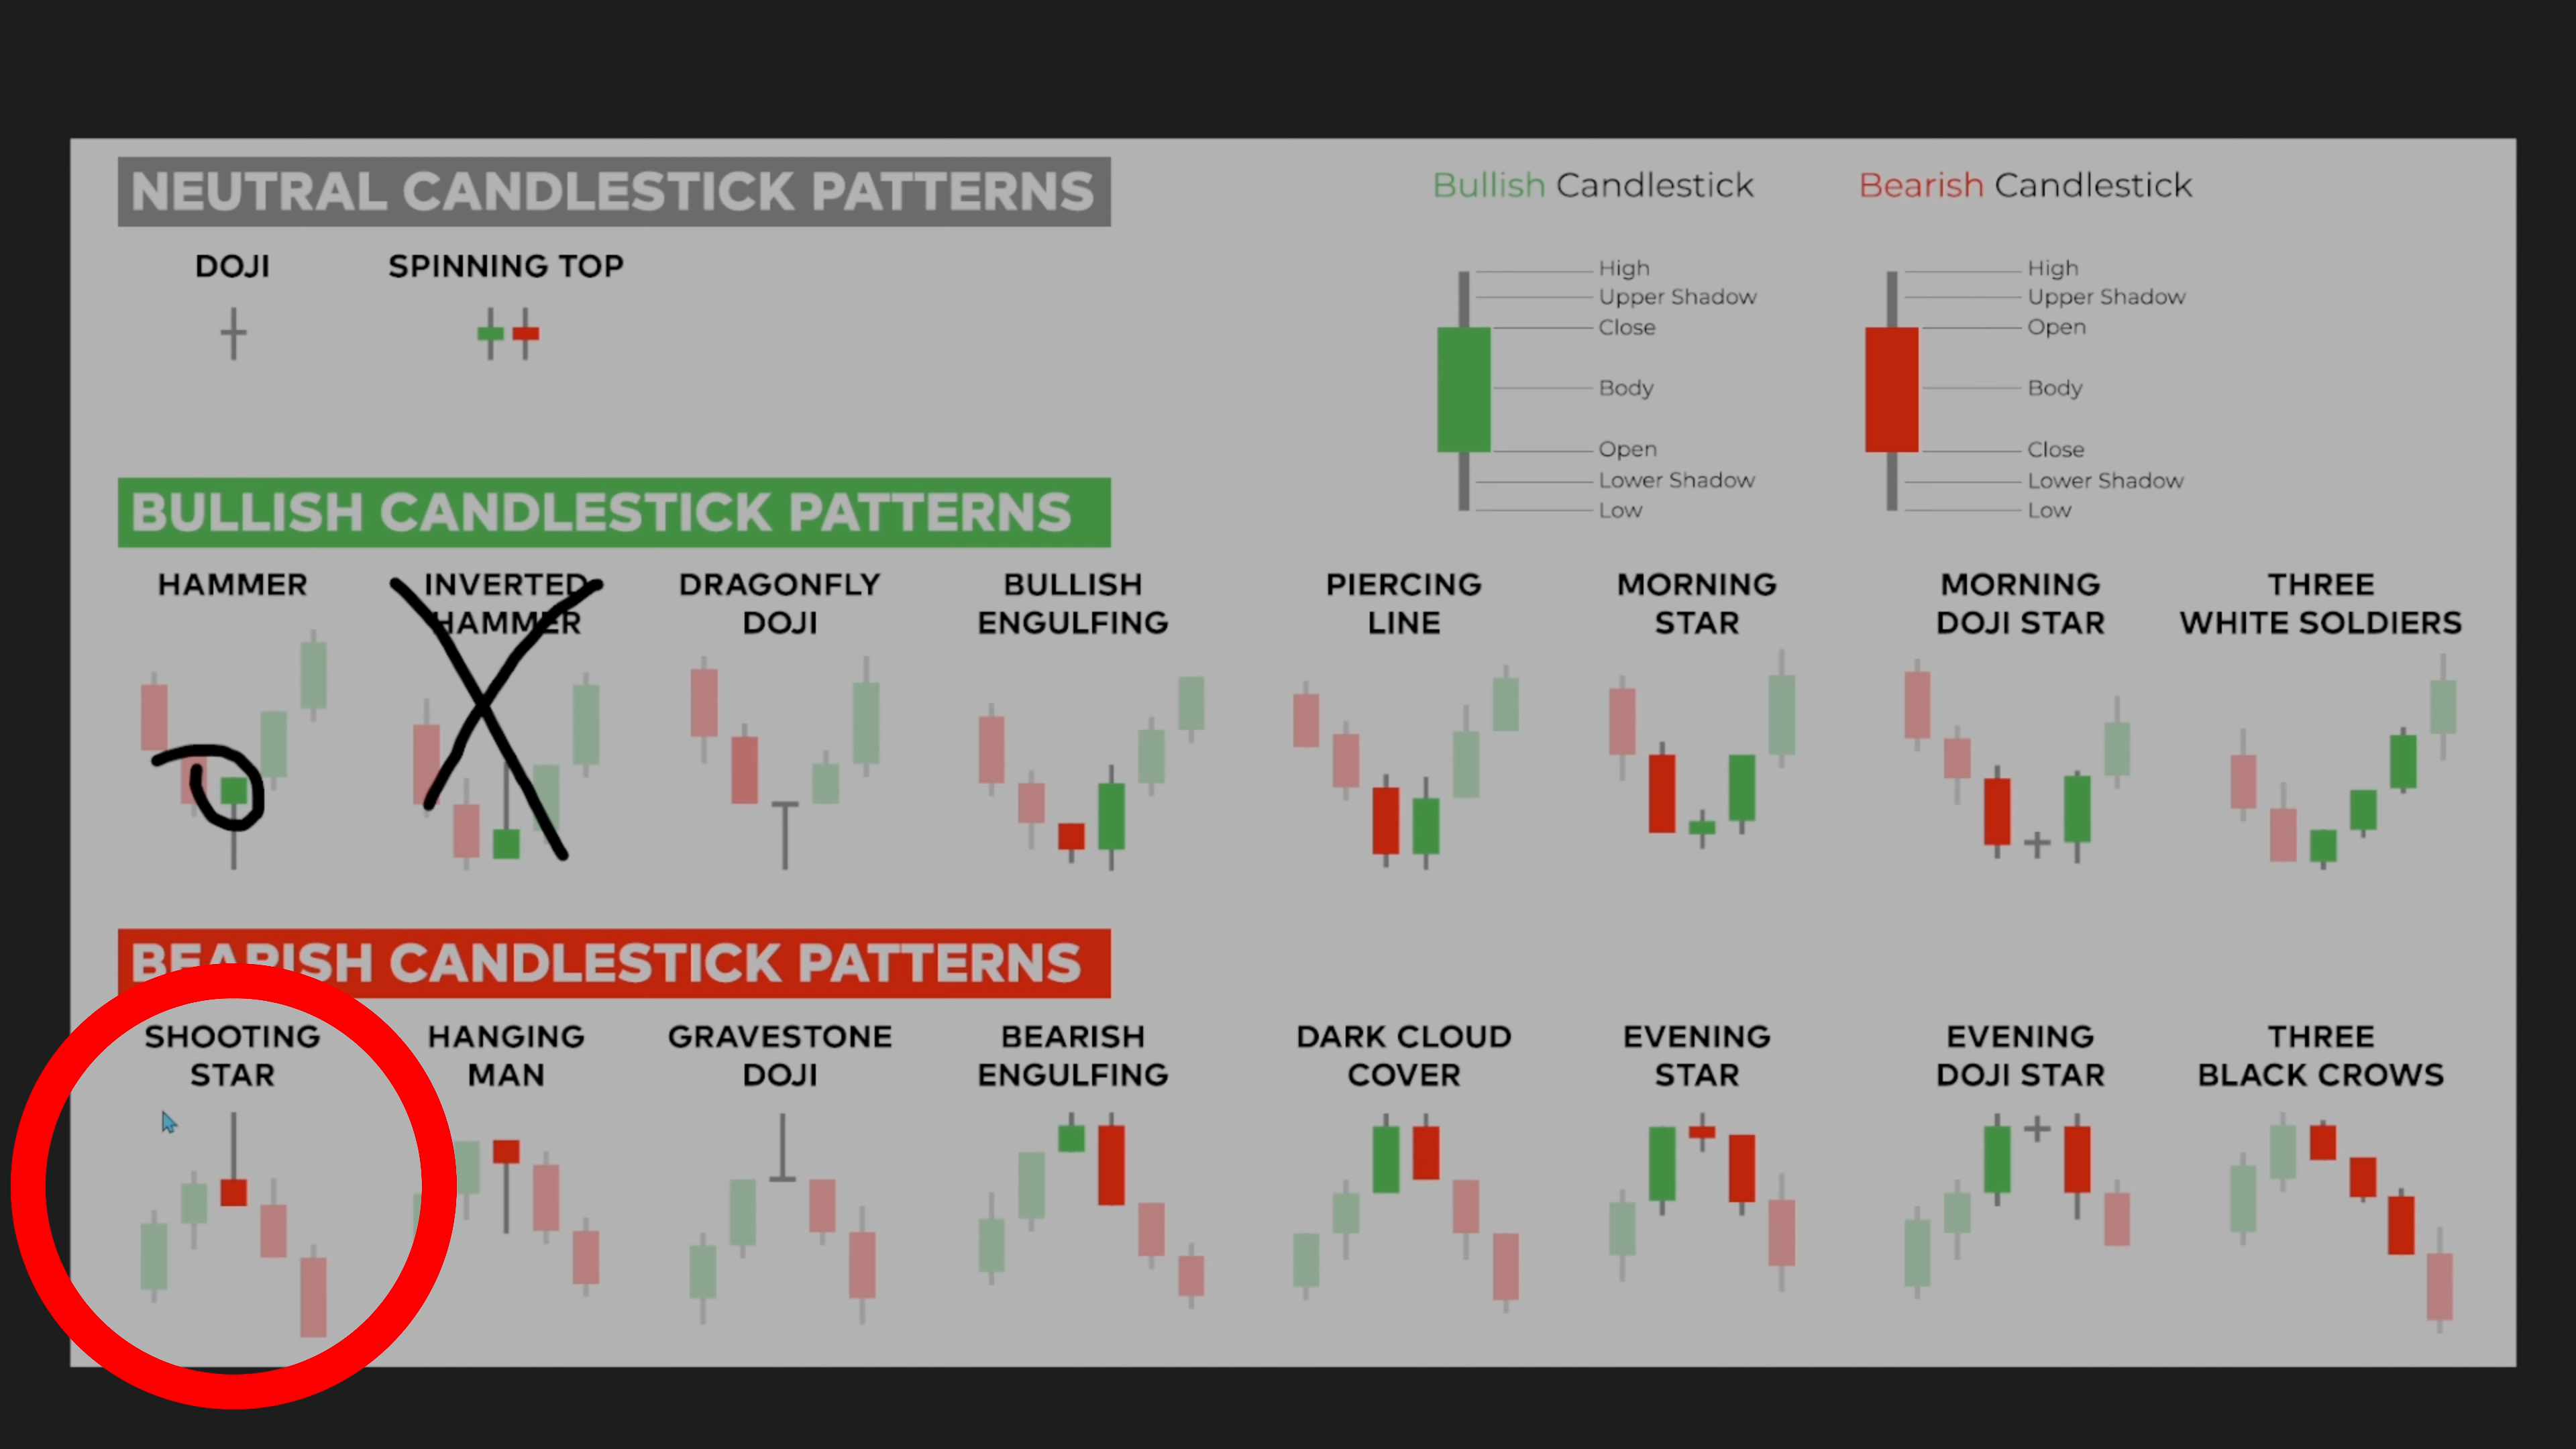 NEUTRAL CANDLESTICK PATTERNS
DOJI
SPINNING TOP
Bullish Candlestick
High
Upper Shadow
Close
Body
Open
Lower Shadow
Low
Bearish Candlestick
High
Upper Shadow
Open
Body
Close
Lower Shadow
Low
BULLISH CANDLESTICK PATTERNS
HAMMER
INVERTED
HAMMER
DRAGONFLY
DOJI
BULLISH
ENGULFING
PIERCING
LINE
MORNING
STAR
MORNING
DOJI STAR
THREE
WHITE SOLDIERS
BEARISH CANDLESTICK PATTERNS
SHOOTING
STAR
HANGING
MAN
GRAVESTONE
DOJI
BEARISH
ENGULFING
DARK CLOUD
COVER
EVENING
STAR
EVENING
DOJI STAR
THREE
BLACK CROWS